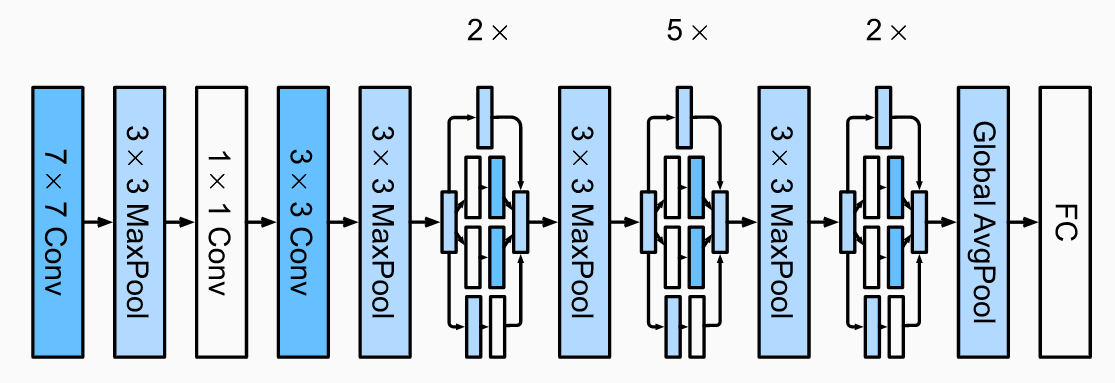 2 ×
5 ×
2 ×
7 × 7 Conv
3 × 3 MaxPool
1 × 1 Conv
3 × 3 Conv
3 × 3 MaxPool
3 × 3 MaxPool
3 × 3 MaxPool
Global AvgPool
FC